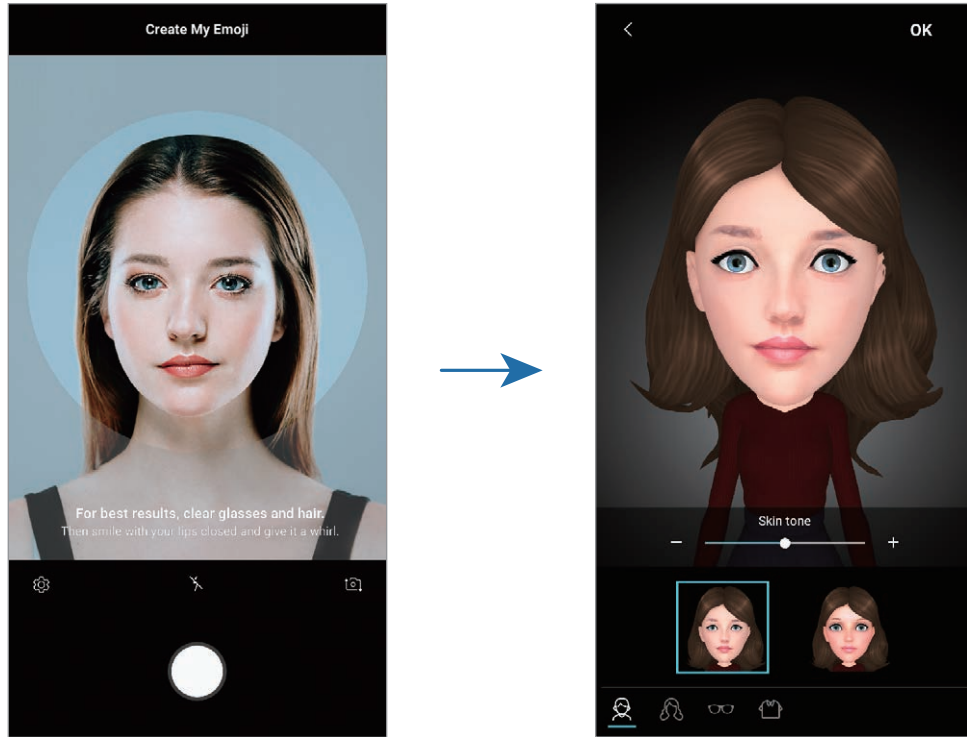 Create My Emoji
For best results, clear glasses and hair.
Then smile with your lips closed and give it a whirl.
OK
Skin tone